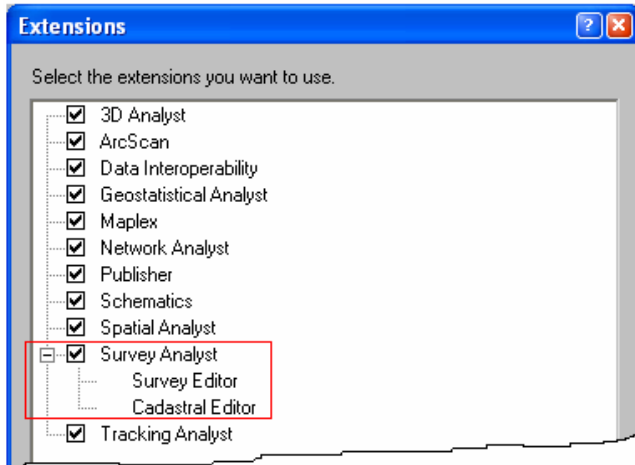 Extensions
Select the extensions you want to use.
3D Analyst
ArcScan
Data Interoperability
Geostatistical Analyst
Maplex
Network Analyst
Publisher
Schematics
Spatial Analyst
Survey Analyst
Survey Editor
Cadastral Editor
Tracking Analyst